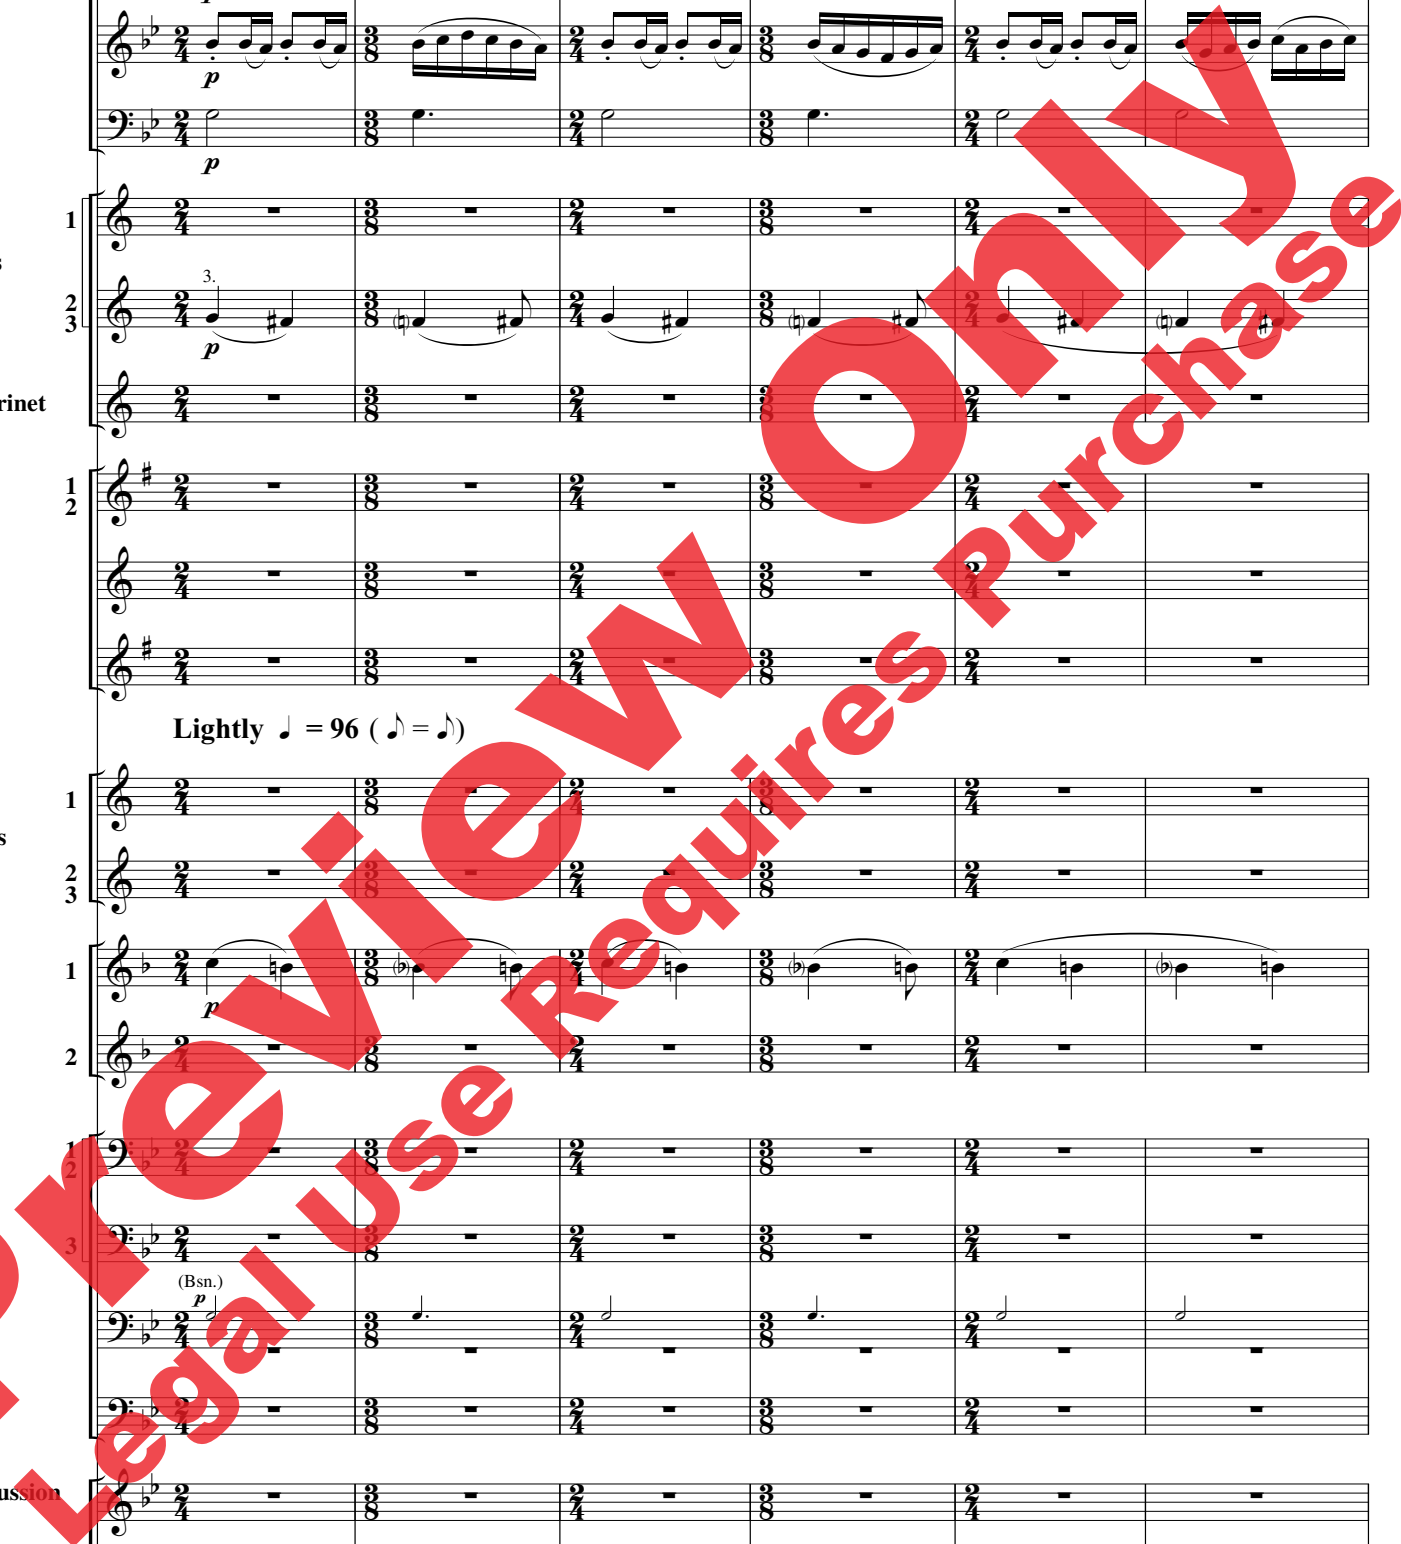 p
p
1
3.
2
3
p
rinet
1
2
Lightly ♩ = 96 ( ♪ = ♪)
1
s
2
3
1
p
2
1
2
3
(Bsn.)
p
ussion
Preview Only
Legal Use Requires Purchase